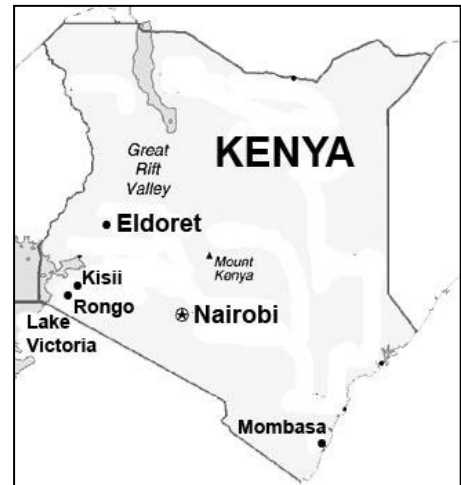 Great
Rift
Valley
KENYA
Eldoret
Mount
Kenya
Kisii
Rongo
Nairobi
Lake
Victoria
Mombasa